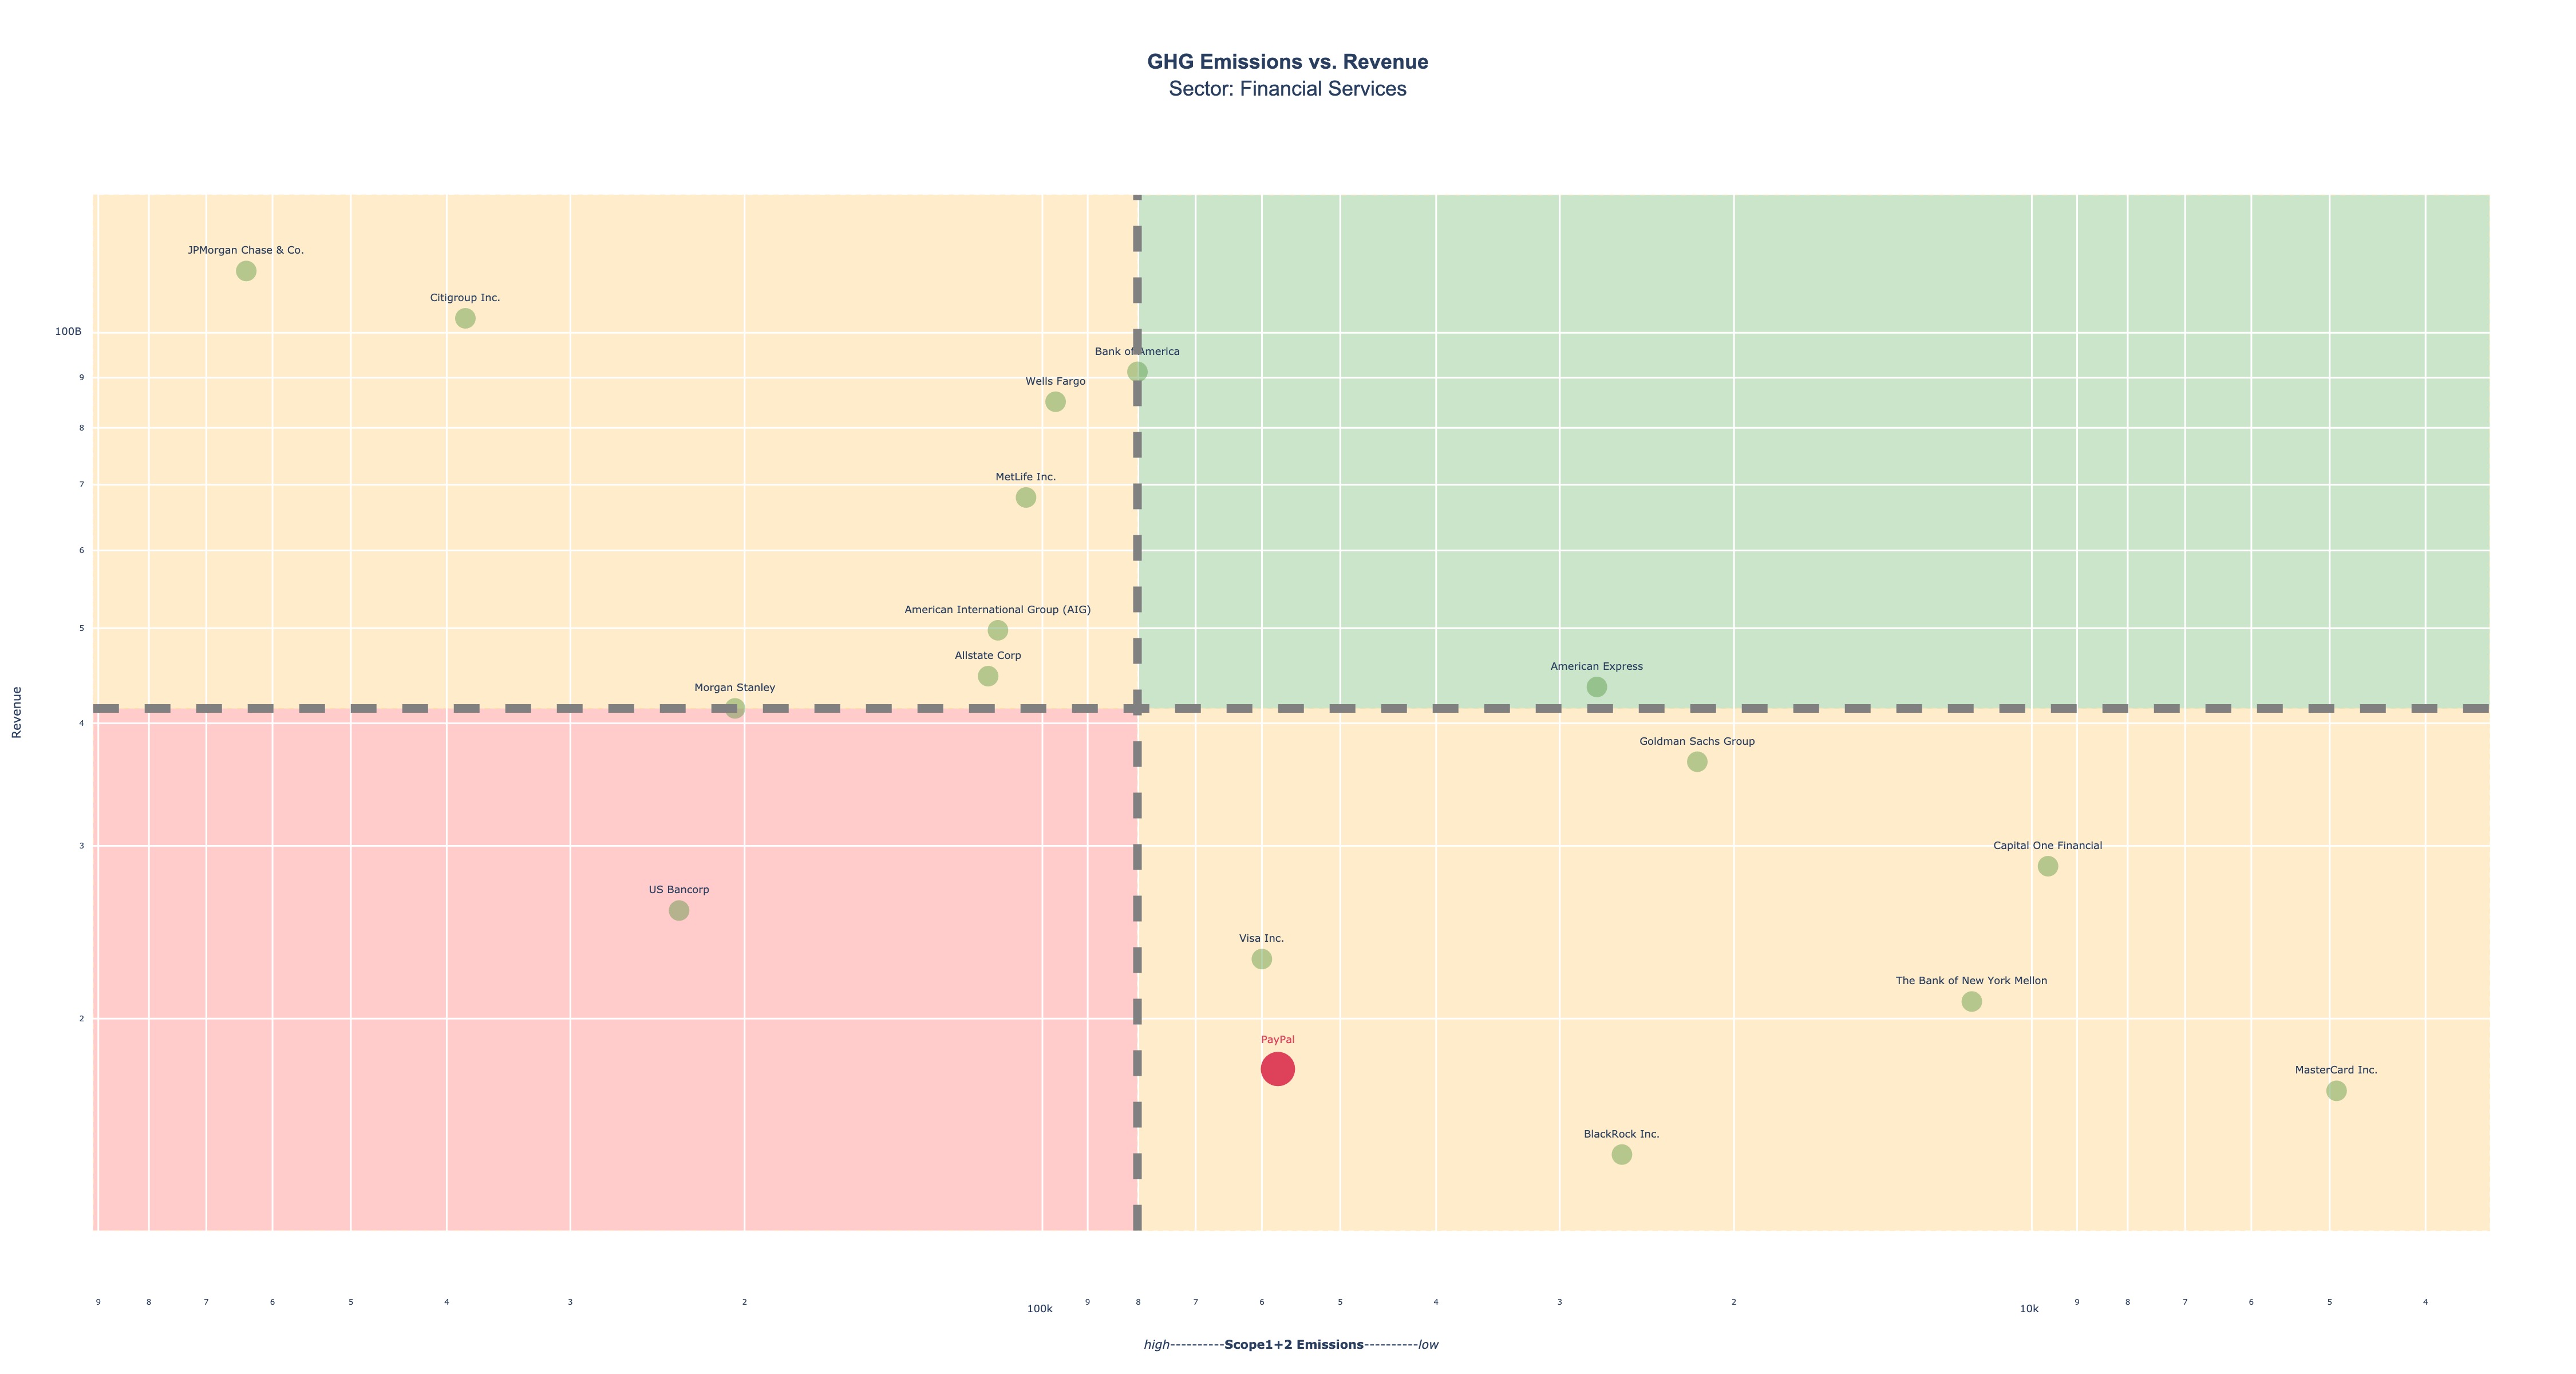 GHG Emissions vs. Revenue
Sector: Financial Services
JPMorgan Chase & Co.
Citigroup Inc.
100B
Bank of America
9
Wells Fargo
8
MetLife Inc.
7
6
American International Group (AIG)
5
Allstate Corp
American Express
Morgan Stanley
Revenue
4
Goldman Sachs Group
3
Capital One Financial
US Bancorp
Visa Inc.
The Bank of New York Mellon
2
PayPal
MasterCard Inc.
BlackRock Inc.
9 8 7 6 5 4 3 2 100k 9 8 7 6 5 4 3 2 10k 9 8 7 6 5 4
high----------Scope1+2 Emissions----------low